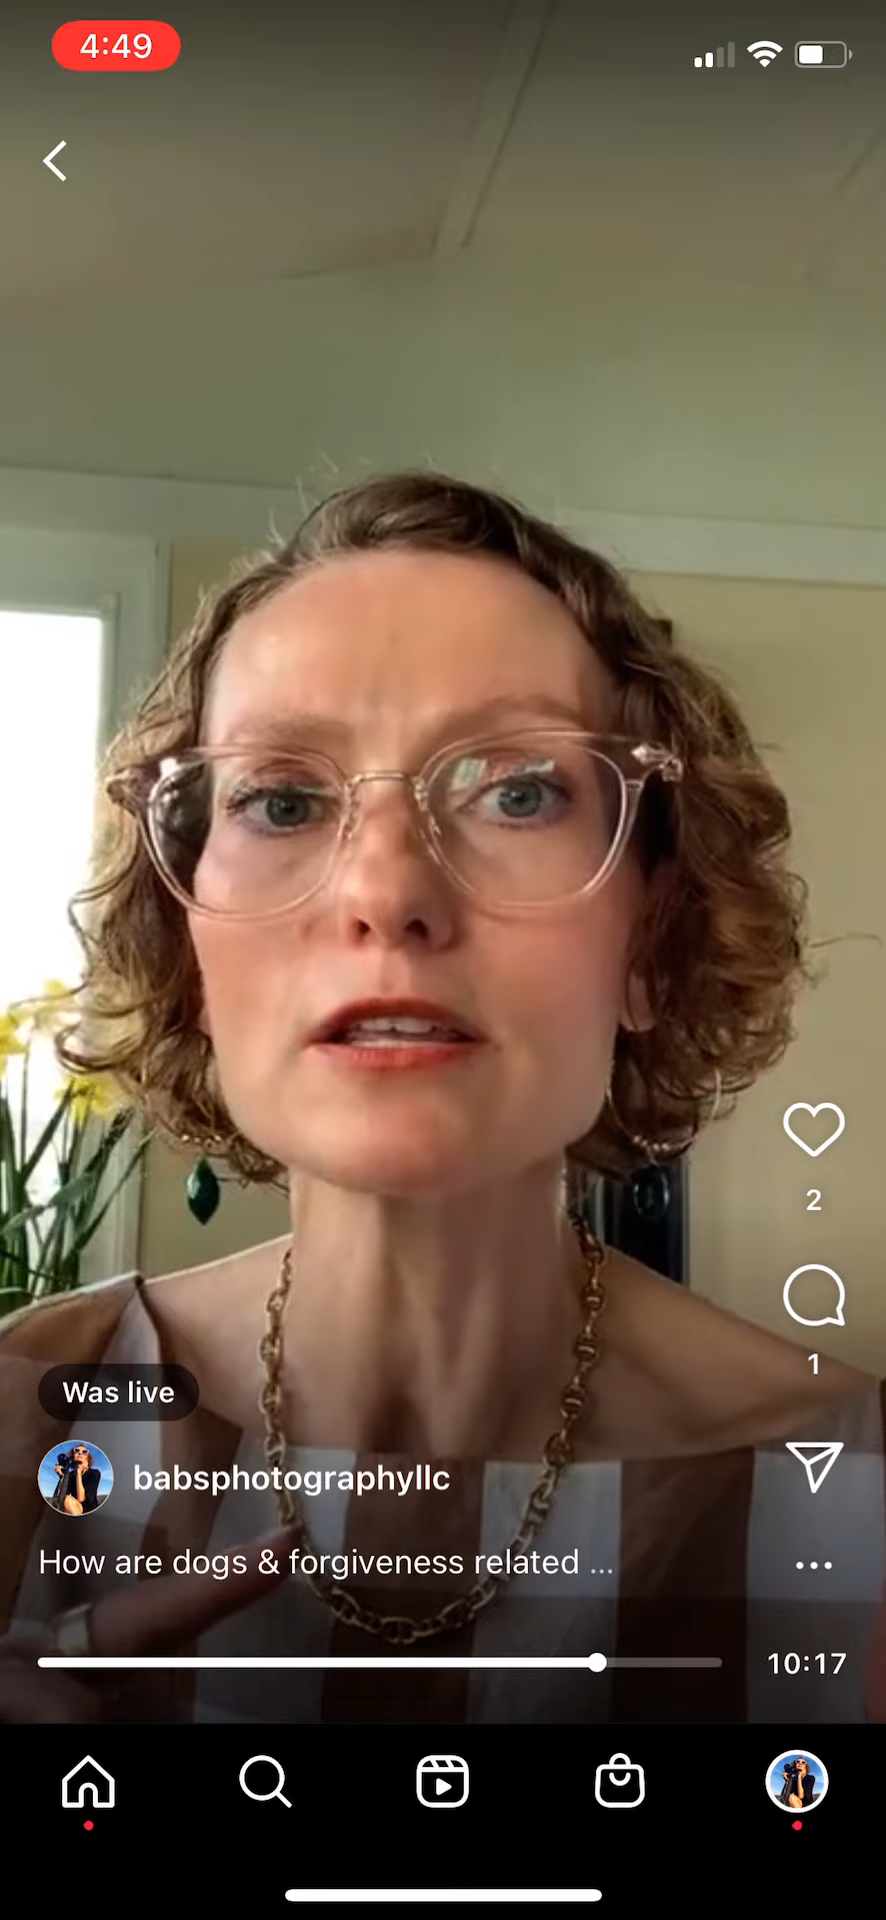 4:49
2
1
Was live
babsphotographyllc
How are dogs & forgiveness related ...
10:17